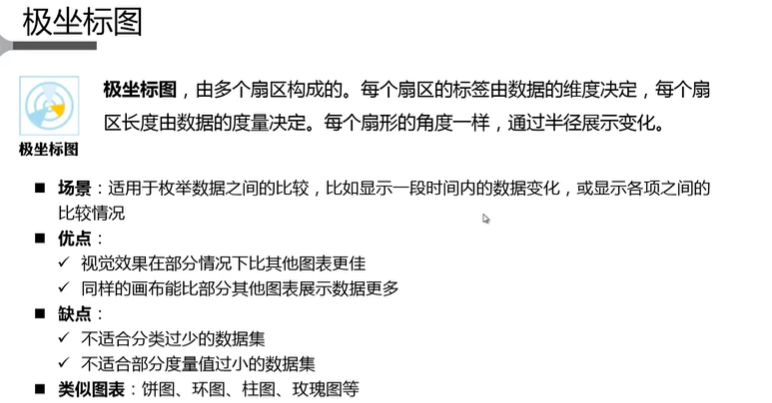 极坐标图
极坐标图，由多个扇区构成的。每个扇区的标签由数据的维度决定，每个扇
区长度由数据的度量决定。每个扇形的角度一样，通过半径展示变化。
极坐标图
■ 场景：适用于枚举数据之间的比较，比如显示一段时间内的数据变化，或显示各项之间的
比较情况
■ 优点：
✓ 视觉效果在部分情况下比其他图表更佳
✓ 同样的画布能比部分其他图表展示数据更多
■ 缺点：
✓ 不适合分类过少的数据集
✓ 不适合部分度量值过小的数据集
■ 类似图表：饼图、环图、柱图、玫瑰图等